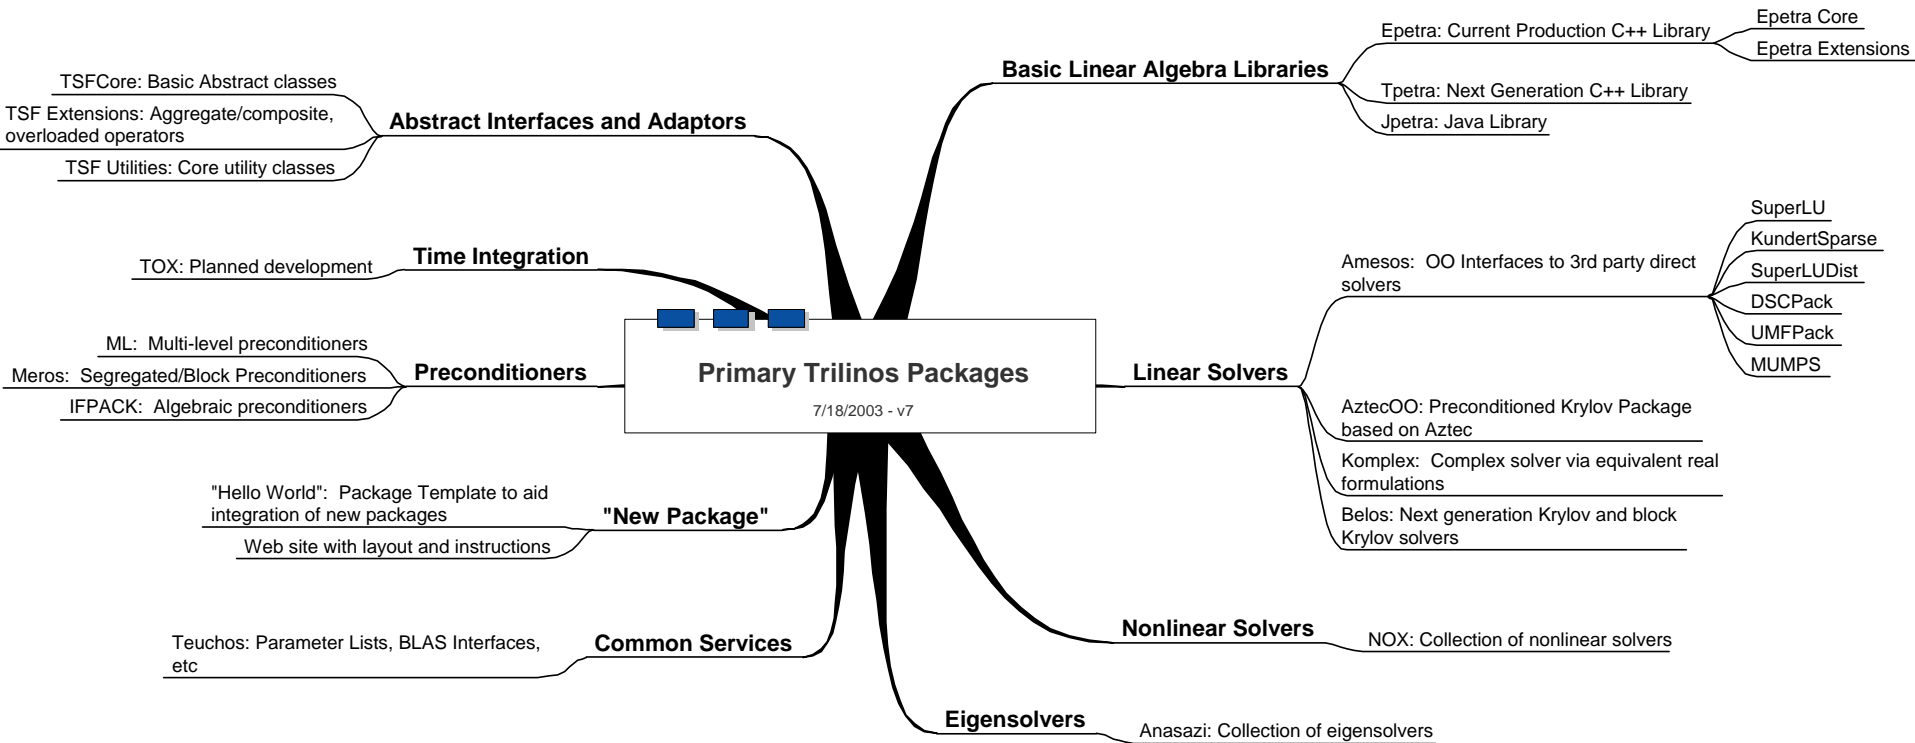 Primary Trilinos Packages
7/18/2003 - v7
Basic Linear Algebra Libraries
Epetra: Current Production C++ Library
Epetra Core
Epetra Extensions
Tpetra: Next Generation C++ Library
Jpetra: Java Library
Linear Solvers
Amesos:  OO Interfaces to 3rd party direct
solvers
SuperLU
KundertSparse
SuperLUDist
DSCPack
UMFPack
MUMPS
AztecOO: Preconditioned Krylov Package
based on Aztec
Komplex:  Complex solver via equivalent real
formulations
Belos: Next generation Krylov and block
Krylov solvers
Nonlinear Solvers
NOX: Collection of nonlinear solvers
Eigensolvers
Anasazi: Collection of eigensolvers
Abstract Interfaces and Adaptors
TSFCore: Basic Abstract classes
TSF Extensions: Aggregate/composite,
overloaded operators
TSF Utilities: Core utility classes
Time Integration
TOX: Planned development
Preconditioners
ML:  Multi-level preconditioners
Meros:  Segregated/Block Preconditioners
IFPACK:  Algebraic preconditioners
"New Package"
"Hello World":  Package Template to aid
integration of new packages
Web site with layout and instructions
Common Services
Teuchos: Parameter Lists, BLAS Interfaces,
etc